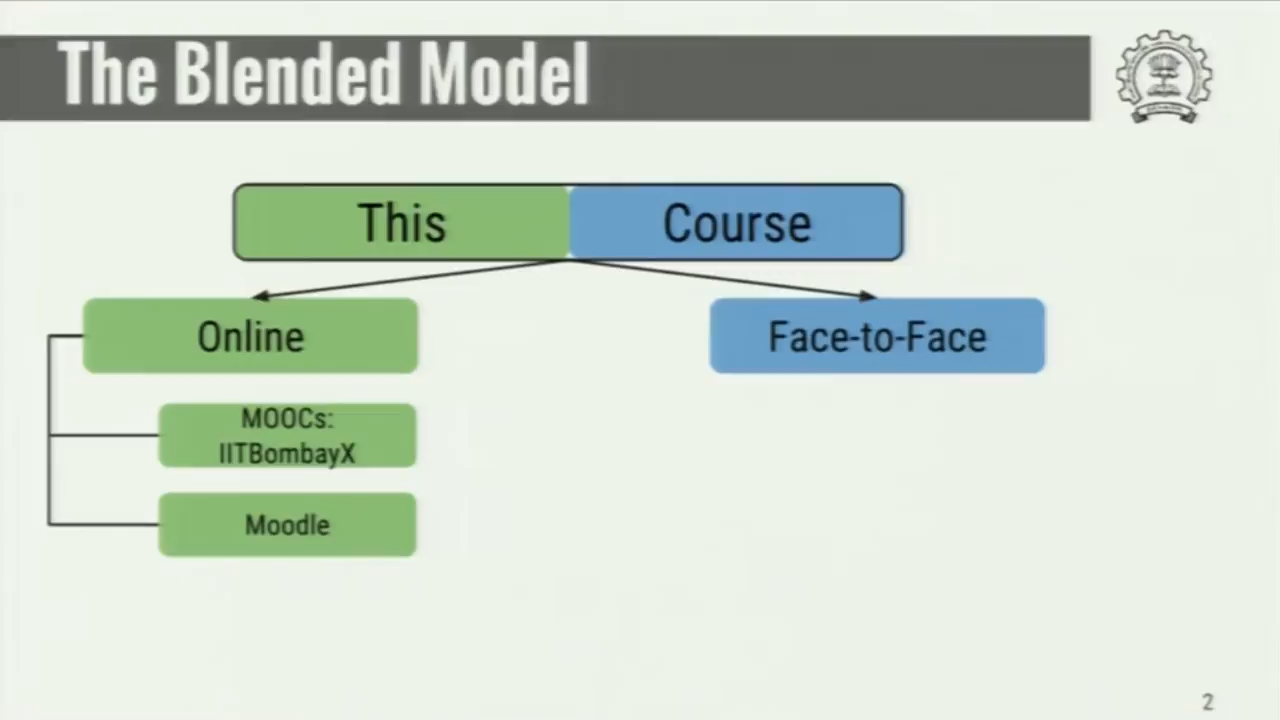 The Blended Model
This Course
Online
Face-to-Face
MOOCs:
IITBombayX
Moodle
2